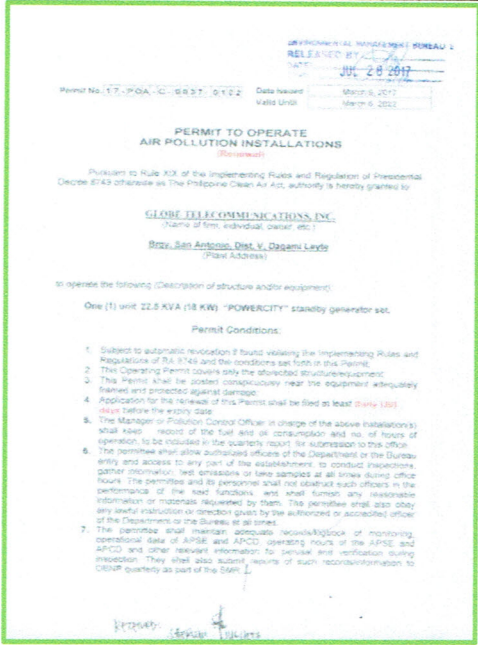 ENVIRONMENTAL MANAGEMENT BUREAU
RELEASED BY:
DATE: JUL 28 2017
Permit No. 17-POA-C-0837-0102 Date Issued March 6, 2017
Valid Until March 6, 2022
PERMIT TO OPERATE
AIR POLLUTION INSTALLATIONS
(Renewal)
Pursuant to Rule XIX of the Implementing Rules and Regulation of Presidential
Decree 8749 otherwise as The Philippine Clean Air Act, authority is hereby granted to:
GLOBE TELECOMMUNICATIONS, INC.
(Name of firm, individual, owner, etc.)
Brgy. San Antonio, Dist. V, Dagami Leyte
(Plant Address)
to operate the following (Description of structure and/or equipment):
One (1) unit 22.5 KVA (18 KW) "POWERCITY" standby generator set.
Permit Conditions:
1. Subject to automatic revocation if found violating the Implementing Rules and
Regulations of RA 8749 and the conditions set forth in this Permit;
2. This Operating Permit covers only the aforecited structure/equipment;
3. This Permit shall be posted conspicuously near the equipment adequately
framed and protected against damage;
4. Application for the renewal of this Permit shall be filed at least thirty (30)
days before the expiry date
5. The Manager or Pollution Control Officer in charge of the above installation(s)
shall keep record of the fuel and oil consumption and no. of hours of
operation, to be included in the quarterly report for submission to this office
6. The permittee shall allow authorized officers of the Department or the Bureau
entry and access to any part of the establishment, to conduct inspections,
gather information, test emissions or take samples at all times during office
hours. The permittee and its personnel shall not obstruct such officers in the
performance of the said functions, and shall furnish any reasonable
information or materials requested by them. The permittee shall also obey
any lawful instruction or direction given by the authorized or accredited officer
of the Department or the Bureau at all times.
7. The permittee shall maintain adequate records/logbook of monitoring,
operational data of APSE and APCD, operating hours of the APSE and
APCD and other relevant information for perusal and verification during
inspection. They shall also submit reports of such records/information to
DENR quarterly as part of the SMR